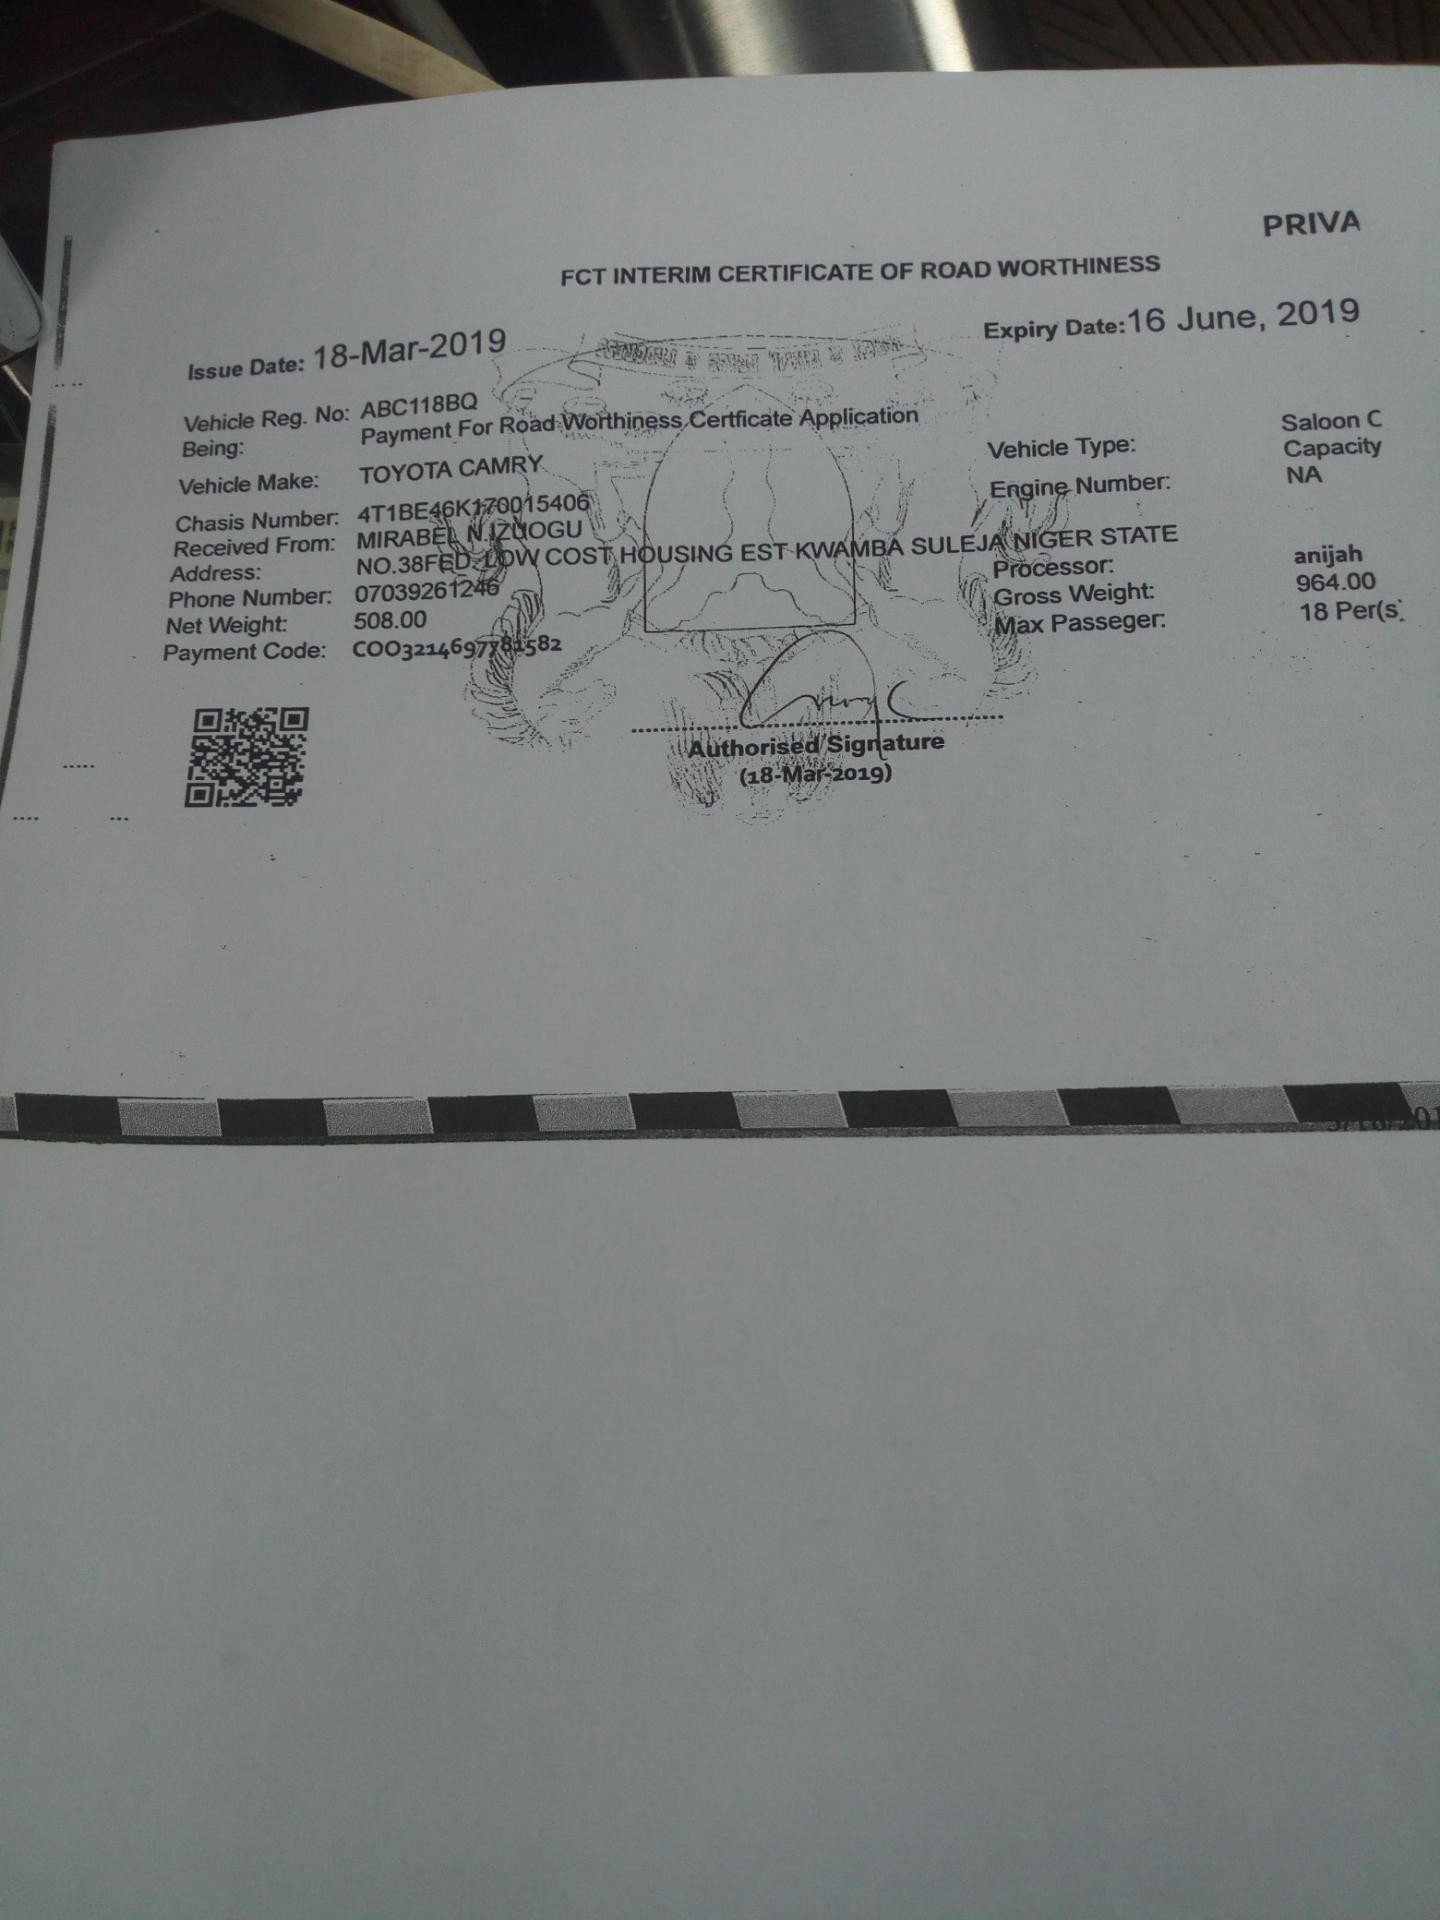 PRIVA
FCT INTERIM CERTIFICATE OF ROAD WORTHINESS
Issue Date: 18-Mar-2019
Expiry Date:16 June, 2019
Vehicle Reg. No: ABC118BQ
Being: Payment For Road Worthiness Certficate Application
Vehicle Make: TOYOTA CAMRY
Chasis Number: 4T1BE46K170015406
Received From: MIRABEL N.IZUOGU
Address: NO.38FED. LOW COST HOUSING EST KWAMBA SULEJA NIGER STATE
Phone Number: 07039261246
Net Weight: 508.00
Payment Code: COO3214697781582
Vehicle Type: Saloon C
Capacity
Engine Number: NA
Processor: anijah
Gross Weight: 964.00
Max Passeger: 18 Per(s
Authorised Signature
(18-Mar-2019)